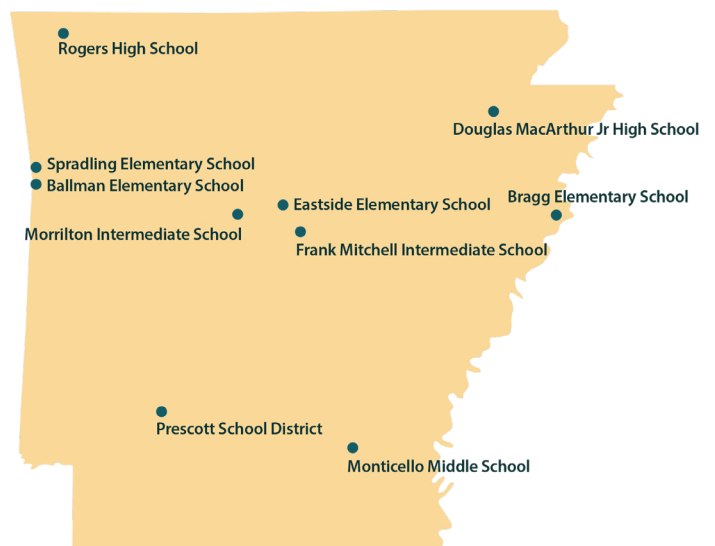 Rogers High School
Douglas MacArthur Jr High School
Spradling Elementary School
Ballman Elementary School
Bragg Elementary School
Eastside Elementary School
Morrilton Intermediate School
Frank Mitchell Intermediate School
Prescott School District
Monticello Middle School